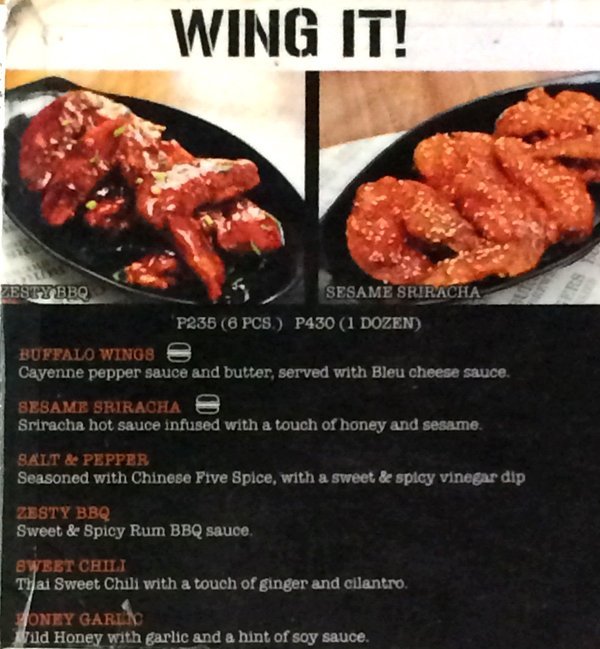 WING IT!
ZESTY BBQ
SESAME SRIRACHA
P235 (6 PCS.) P430 (1 DOZEN)
BUFFALO WINGS
Cayenne pepper sauce and butter, served with Bleu cheese sauce.
SESAME SRIRACHA
Sriracha hot sauce infused with a touch of honey and sesame.
SALT & PEPPER
Seasoned with Chinese Five Spice, with a sweet & spicy vinegar dip
ZESTY BBQ
Sweet & Spicy Rum BBQ sauce.
SWEET CHILI
Thai Sweet Chili with a touch of ginger and cilantro.
HONEY GARLIC
Wild Honey with garlic and a hint of soy sauce.